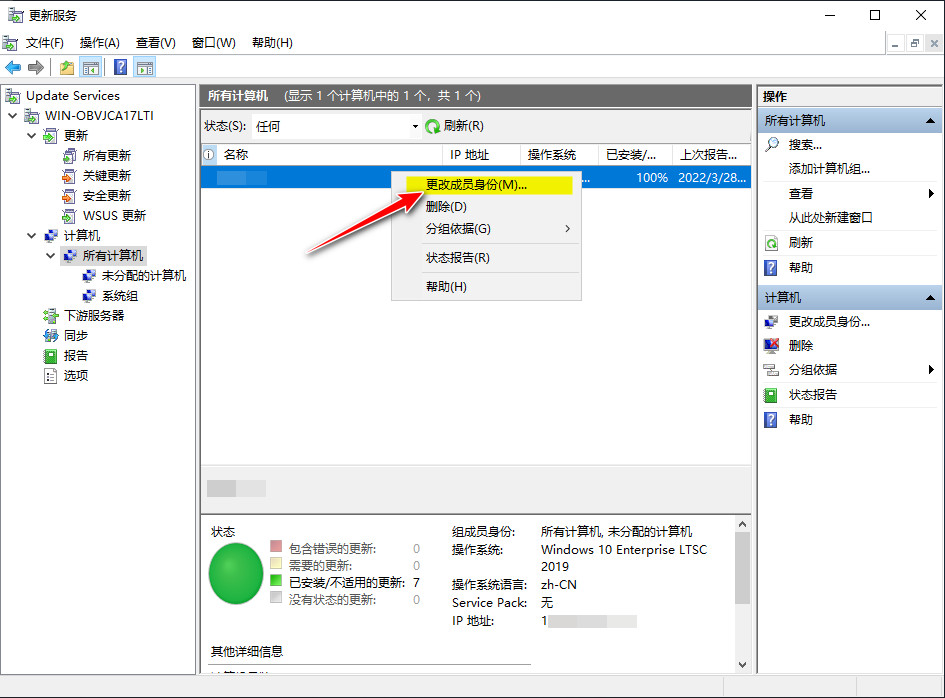 更新服务
文件(F) 操作(A) 查看(V) 窗口(W) 帮助(H)
Update Services
WIN-OBVJCA17LTI
更新
所有更新
关键更新
安全更新
WSUS 更新
计算机
所有计算机
未分配的计算机
系统组
下游服务器
同步
报告
选项
所有计算机 (显示 1 个计算机中的 1 个，共 1 个)
状态(S): 任何 刷新(R)
名称 IP 地址 操作系统 已安装/... 上次报告...
... 100% 2022/3/28...
更改成员身份(M)...
删除(D)
分组依据(G)
状态报告(R)
帮助(H)
状态
包含错误的更新: 0
需要的更新: 0
已安装/不适用的更新: 7
没有状态的更新: 0
组成员身份: 所有计算机, 未分配的计算机
操作系统: Windows 10 Enterprise LTSC
2019
操作系统语言: zh-CN
Service Pack: 无
IP 地址: 1
其他详细信息
操作
所有计算机
搜索...
添加计算机组...
查看
从此处新建窗口
刷新
帮助
计算机
更改成员身份...
删除
分组依据
状态报告
帮助